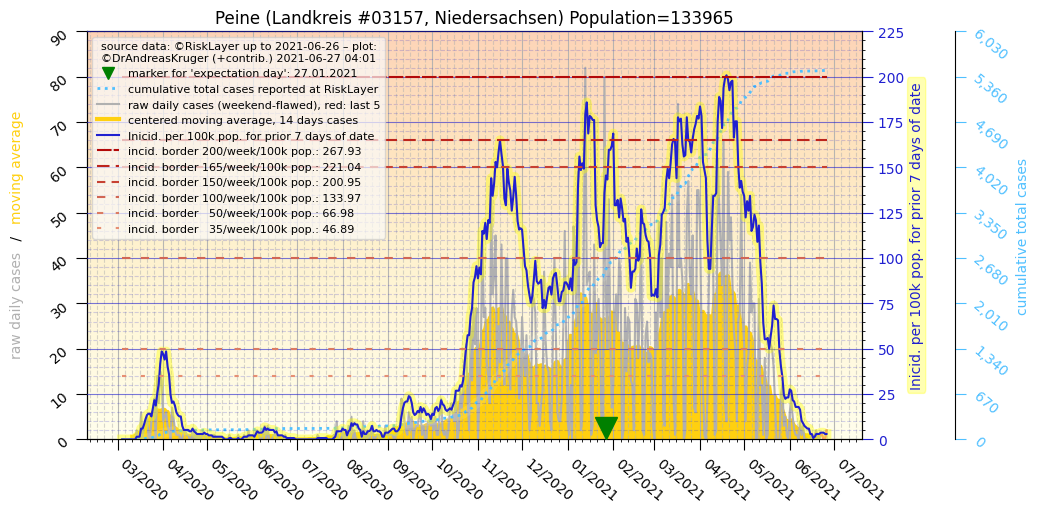 Peine (Landkreis #03157, Niedersachsen) Population=133965
source data: ©RiskLayer up to 2021-06-26 – plot:
©DrAndreasKruger (+contrib.) 2021-06-27 04:01
marker for 'expectation day': 27.01.2021
cumulative total cases reported at RiskLayer
raw daily cases (weekend-flawed), red: last 5
centered moving average, 14 days cases
Inicid. per 100k pop. for prior 7 days of date
incid. border 200/week/100k pop.: 267.93
incid. border 165/week/100k pop.: 221.04
incid. border 150/week/100k pop.: 200.95
incid. border 100/week/100k pop.: 133.97
incid. border 50/week/100k pop.: 66.98
incid. border 35/week/100k pop.: 46.89
raw daily cases / moving average
90
80
70
60
50
40
30
20
10
0
225
200
175
150
125
100
75
50
25
0
Inicid. per 100k pop. for prior 7 days of date
6,030
5,360
4,690
4,020
3,350
2,680
2,010
1,340
670
0
cumulative total cases
03/2020
04/2020
05/2020
06/2020
07/2020
08/2020
09/2020
10/2020
11/2020
12/2020
01/2021
02/2021
03/2021
04/2021
05/2021
06/2021
07/2021